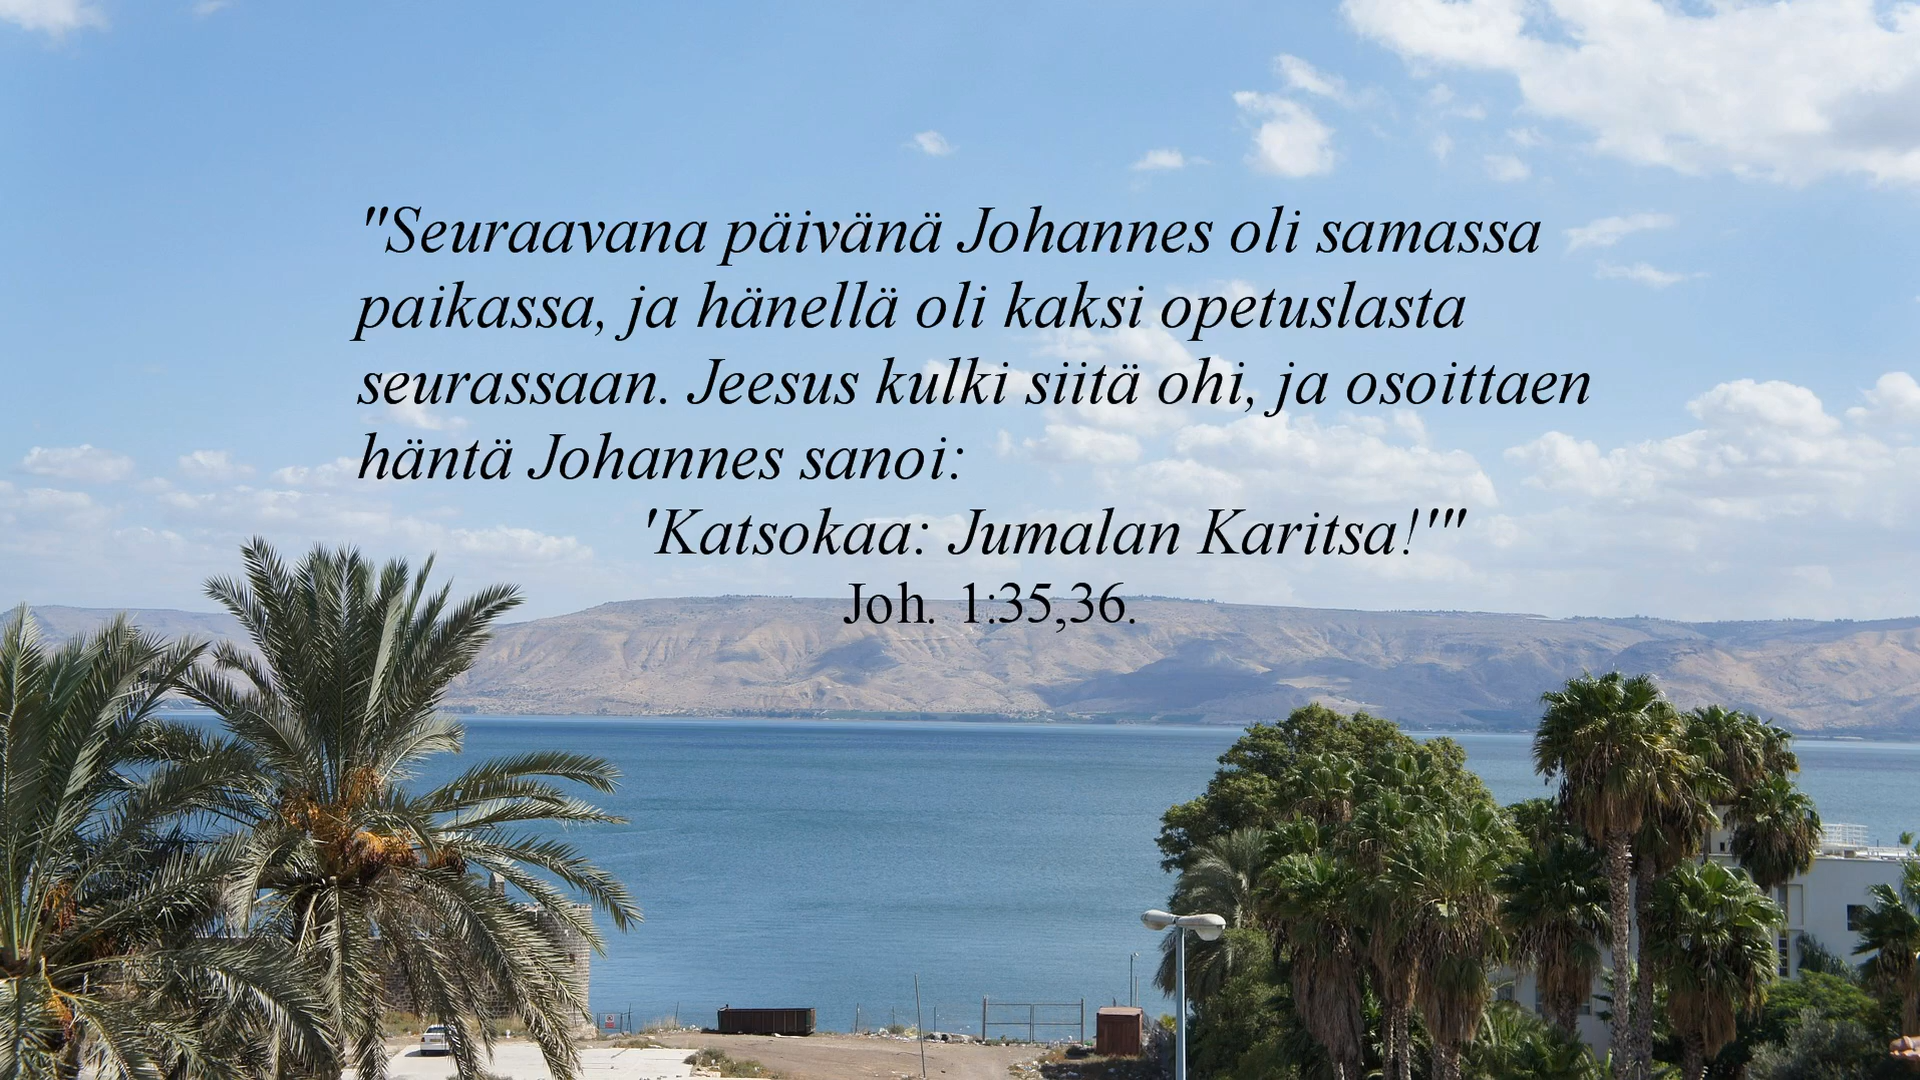 "Seuraavana päivänä Johannes oli samassa
paikassa, ja hänellä oli kaksi opetuslasta
seurassaan. Jeesus kulki siitä ohi, ja osoittaen
häntä Johannes sanoi:
'Katsokaa: Jumalan Karitsa!'"
Joh. 1:35,36.